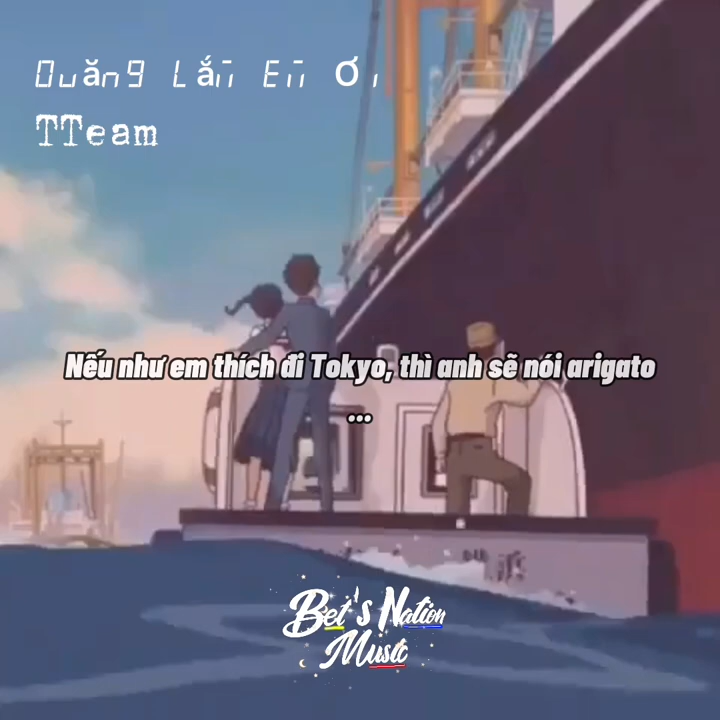 Quăng Lắm Em Ơi
TTeam
Nếu như em thích đi Tokyo, thì anh sẽ nói arigato
...
Bet's Nation
Music